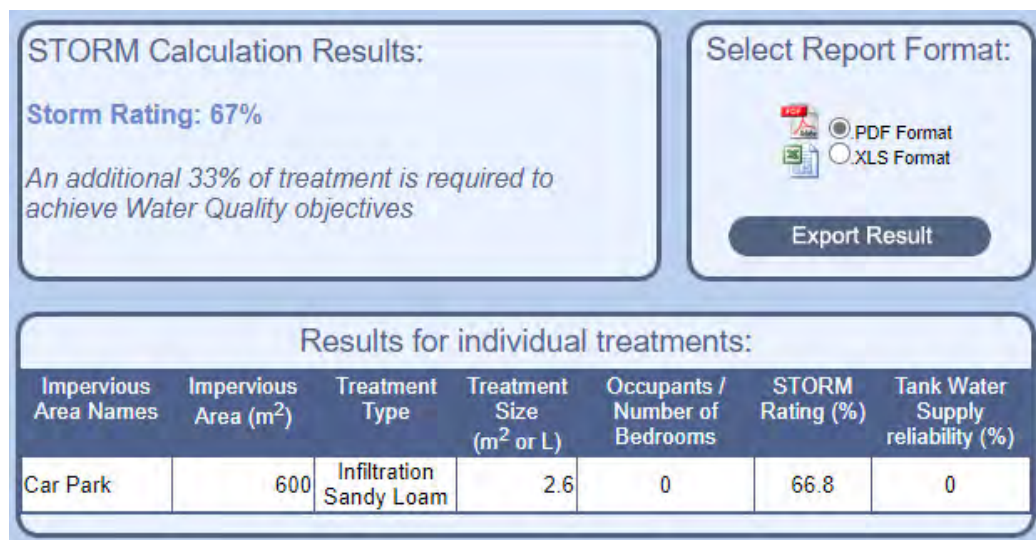 STORM Calculation Results:
Storm Rating: 67%
An additional 33% of treatment is required to
achieve Water Quality objectives
Select Report Format:
.PDF Format
.XLS Format
Export Result
Results for individual treatments:
Impervious Area Names | Impervious Area (m²) | Treatment Type | Treatment Size (m² or L) | Occupants / Number of Bedrooms | STORM Rating (%) | Tank Water Supply reliability (%)
Car Park | 600 | Infiltration Sandy Loam | 2.6 | 0 | 66.8 | 0